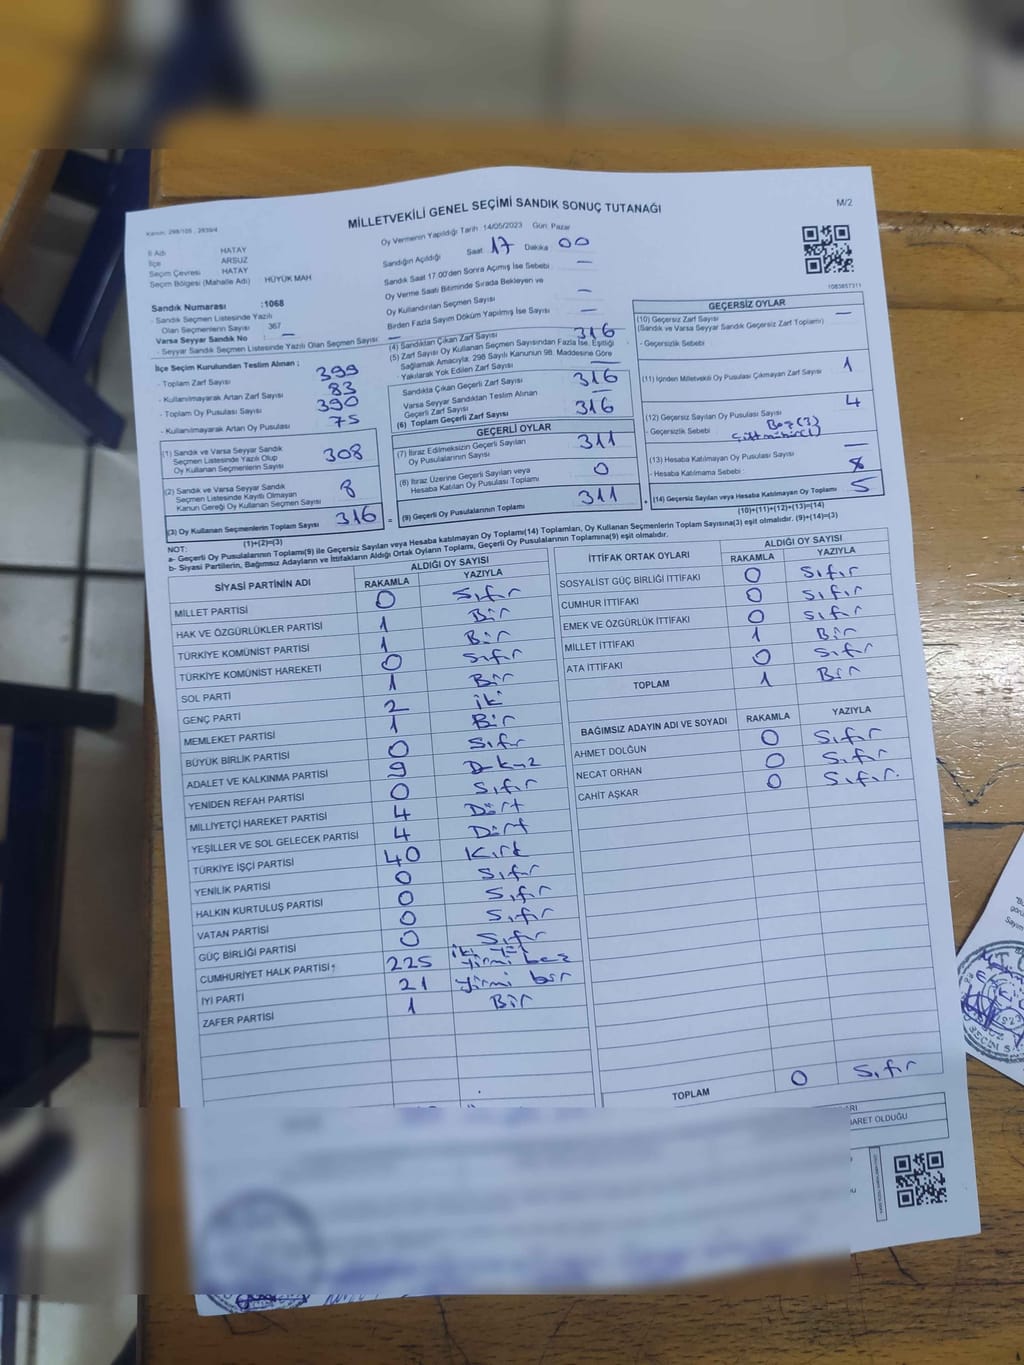 MİLLETVEKİLİ GENEL SEÇİMİ SANDIK SONUÇ TUTANAĞI
M/2
Oy Vermenin Yapıldığı Tarih :14/05/2023 Gün: Pazar
İl Adı HATAY
İlçe ARSUZ
Seçim Çevresi HATAY
Seçim Bölgesi (Mahalle Adı) HÜYÜK MAH
Sandık Numarası :1068
- Sandık Seçmen Listesinde Yazılı
Olan Seçmenlerin Sayısı 367
Varsa Seyyar Sandık No —
- Seyyar Sandık Seçmen Listesinde Yazılı Olan Seçmen Sayısı —
Sandığın Açıldığı Saat 17 Dakika 00
Sandık Saat 17.00'den Sonra Açımış İse Sebebi —
Oy Verme Saati Bitiminde Sırada Bekleyen ve
Oy Kullandırılan Seçmen Sayısı —
Birden Fazla Sayım Döküm Yapılmış İse Sayısı —
1083857311
İlçe Seçim Kurulundan Teslim Alınan ;
- Toplam Zarf Sayısı 399
- Kullanılmayarak Artan Zarf Sayısı 83
- Toplam Oy Pusulası Sayısı 390
- Kullanılmayarak Artan Oy Pusulası 75
(1) Sandık ve Varsa Seyyar Sandık
Seçmen Listesinde Yazılı Olup
Oy Kullanan Seçmenlerin Sayısı 308
(2) Sandık ve Varsa Seyyar Sandık
Seçmen Listesinde Kayıtlı Olmayan
Kanun Gereği Oy Kullanan Seçmen Sayısı 8
(3) Oy Kullanan Seçmenlerin Toplam Sayısı 316
(1)+(2)=(3)
(4) Sandıktan Çıkan Zarf Sayısı 316
(5) Zarf Sayısı Oy Kullanan Seçmen Sayısından Fazla İse, Eşitliği
Sağlamak Amacıyla; 298 Sayılı Kanunun 98. Maddesine Göre
- Yakılarak Yok Edilen Zarf Sayısı —
Sandıkta Çıkan Geçerli Zarf Sayısı 316
Varsa Seyyar Sandıktan Teslim Alınan
Geçerli Zarf Sayısı —
(6) Toplam Geçerli Zarf Sayısı 316
GEÇERLİ OYLAR
(7) İtiraz Edilmeksizin Geçerli Sayılan
Oy Pusulalarının Sayısı 311
(8) İtiraz Üzerine Geçerli Sayılan veya
Hesaba Katılan Oy Pusulası Toplamı 0
(9) Geçerli Oy Pusulalarının Toplamı 311
GEÇERSİZ OYLAR
(10) Geçersiz Zarf Sayısı —
(Sandık ve Varsa Seyyar Sandık Geçersiz Zarf Toplamı)
- Geçersizlik Sebebi
(11) İçinden Milletvekili Oy Pusulası Çıkmayan Zarf Sayısı 1
(12) Geçersiz Sayılan Oy Pusulası Sayısı 4
- Geçersizlik Sebebi Boş(3)
Çift mühür(1)
(13) Hesaba Katılmayan Oy Pusulası Sayısı —
- Hesaba Katılmama Sebebi :
(14) Geçersiz Sayılan veya Hesaba Katılmayan Oy Toplamı 5
(10)+(11)+(12)+(13)=(14)
NOT:
a- Geçerli Oy Pusulalarının Toplamı(9) ile Geçersiz Sayılan veya Hesaba katılmayan Oy Toplamı(14) Toplamları, Oy Kullanan Seçmenlerin Toplam Sayısına(3) eşit olmalıdır. (9)+(14)=(3)
b- Siyasi Partilerin, Bağımsız Adayların ve İttifakların Aldığı Ortak Oyların Toplamı, Geçerli Oy Pusulalarının Toplamına(9) eşit olmalıdır.
SİYASİ PARTİNİN ADI ALDIĞI OY SAYISI
RAKAMLA YAZIYLA
MİLLET PARTİSİ 0 Sıfır
HAK VE ÖZGÜRLÜKLER PARTİSİ 1 Bir
TÜRKİYE KOMÜNİST PARTİSİ 1 Bir
TÜRKİYE KOMÜNİST HAREKETİ 0 Sıfır
SOL PARTİ 1 Bir
GENÇ PARTİ 2 iki
MEMLEKET PARTİSİ 1 Bir
BÜYÜK BİRLİK PARTİSİ 0 Sıfır
ADALET VE KALKINMA PARTİSİ 9 Dokuz
YENİDEN REFAH PARTİSİ 0 Sıfır
MİLLİYETÇİ HAREKET PARTİSİ 4 Dört
YEŞİLLER VE SOL GELECEK PARTİSİ 4 Dört
TÜRKİYE İŞÇİ PARTİSİ 40 Kırk
YENİLİK PARTİSİ 0 Sıfır
HALKIN KURTULUŞ PARTİSİ 0 Sıfır
VATAN PARTİSİ 0 Sıfır
GÜÇ BİRLİĞİ PARTİSİ 0 Sıfır
CUMHURİYET HALK PARTİSİ 225 iki yüz yirmi beş
İYİ PARTİ 21 yirmi bir
ZAFER PARTİSİ 1 Bir
İTTİFAK ORTAK OYLARI ALDIĞI OY SAYISI
RAKAMLA YAZIYLA
SOSYALİST GÜÇ BİRLİĞİ İTTİFAKI 0 Sıfır
CUMHUR İTTİFAKI 0 Sıfır
EMEK VE ÖZGÜRLÜK İTTİFAKI 0 Sıfır
MİLLET İTTİFAKI 1 Bir
ATA İTTİFAKI 0 Sıfır
TOPLAM 1 Bir
BAĞIMSIZ ADAYIN ADI VE SOYADI RAKAMLA YAZIYLA
AHMET DOLĞUN 0 Sıfır
NECAT ORHAN 0 Sıfır
CAHİT AŞKAR 0 Sıfır.
TOPLAM 0 Sıfır